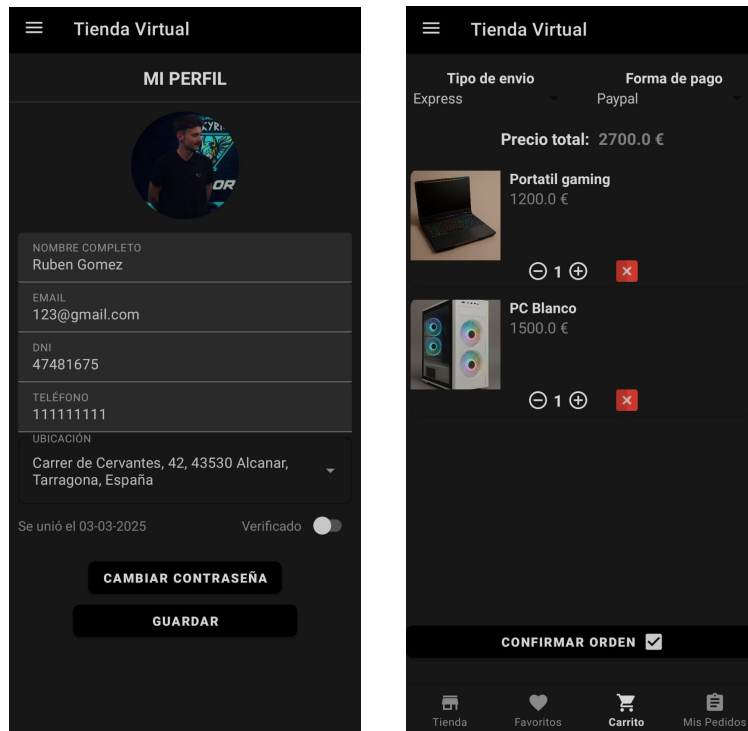 Tienda Virtual
MI PERFIL
KYRI
OR
NOMBRE COMPLETO
Ruben Gomez
EMAIL
123@gmail.com
DNI
47481675
TELÉFONO
111111111
UBICACIÓN
Carrer de Cervantes, 42, 43530 Alcanar,
Tarragona, España
Se unió el 03-03-2025 Verificado
CAMBIAR CONTRASEÑA
GUARDAR
Tienda Virtual
Tipo de envio Forma de pago
Express Paypal
Precio total: 2700.0 €
Portatil gaming
1200.0 €
1
PC Blanco
1500.0 €
1
CONFIRMAR ORDEN
Tienda Favoritos Carrito Mis Pedidos